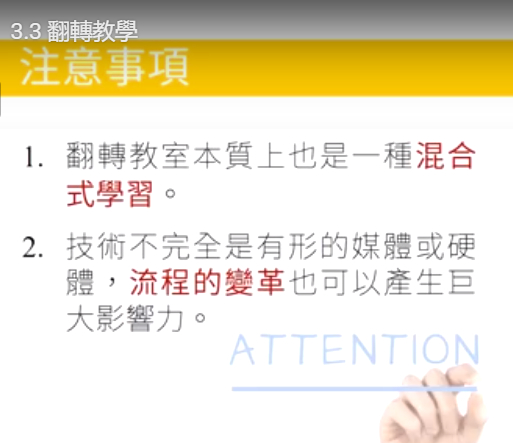 3.3 翻轉教學
注意事項
1. 翻轉教室本質上也是一種混合
式學習。
2. 技術不完全是有形的媒體或硬
體，流程的變革也可以產生巨
大影響力。
ATTENTION